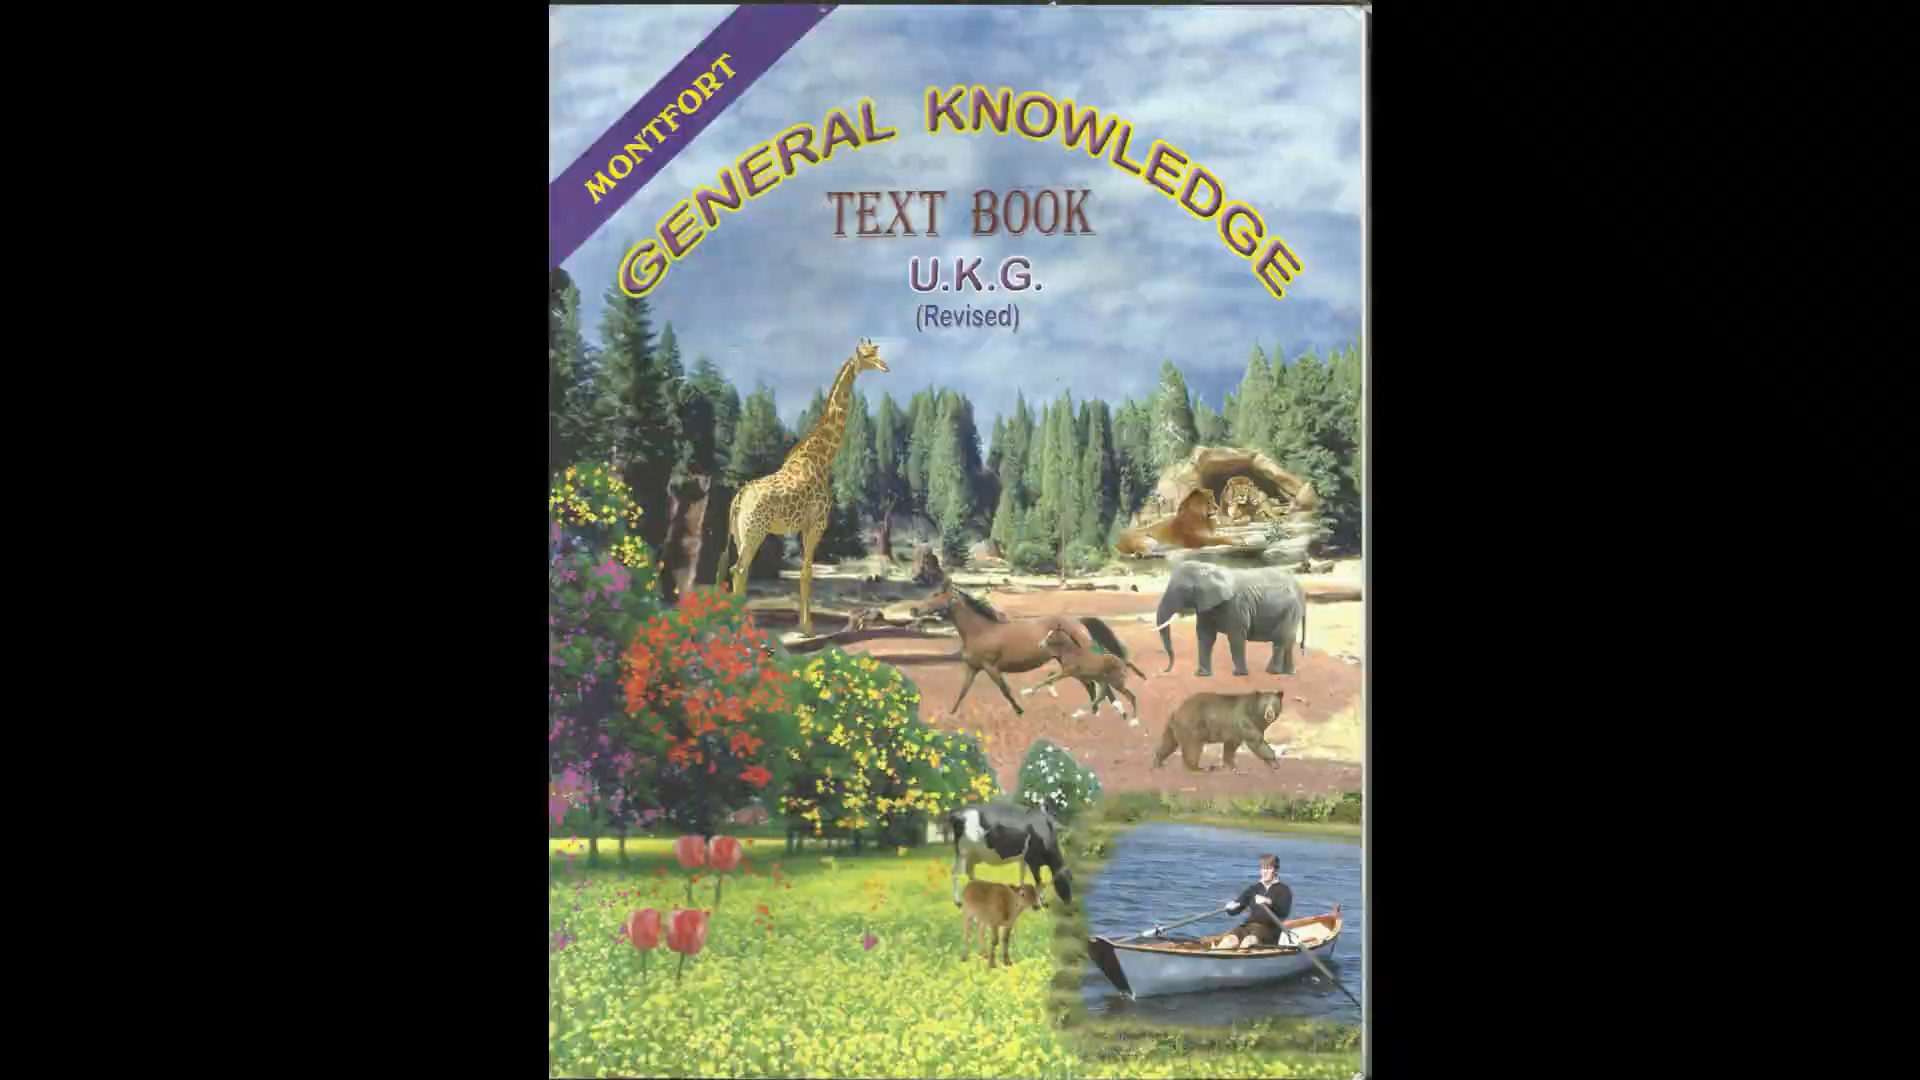 MONTFORT
GENERAL KNOWLEDGE
TEXT BOOK
U.K.G.
(Revised)